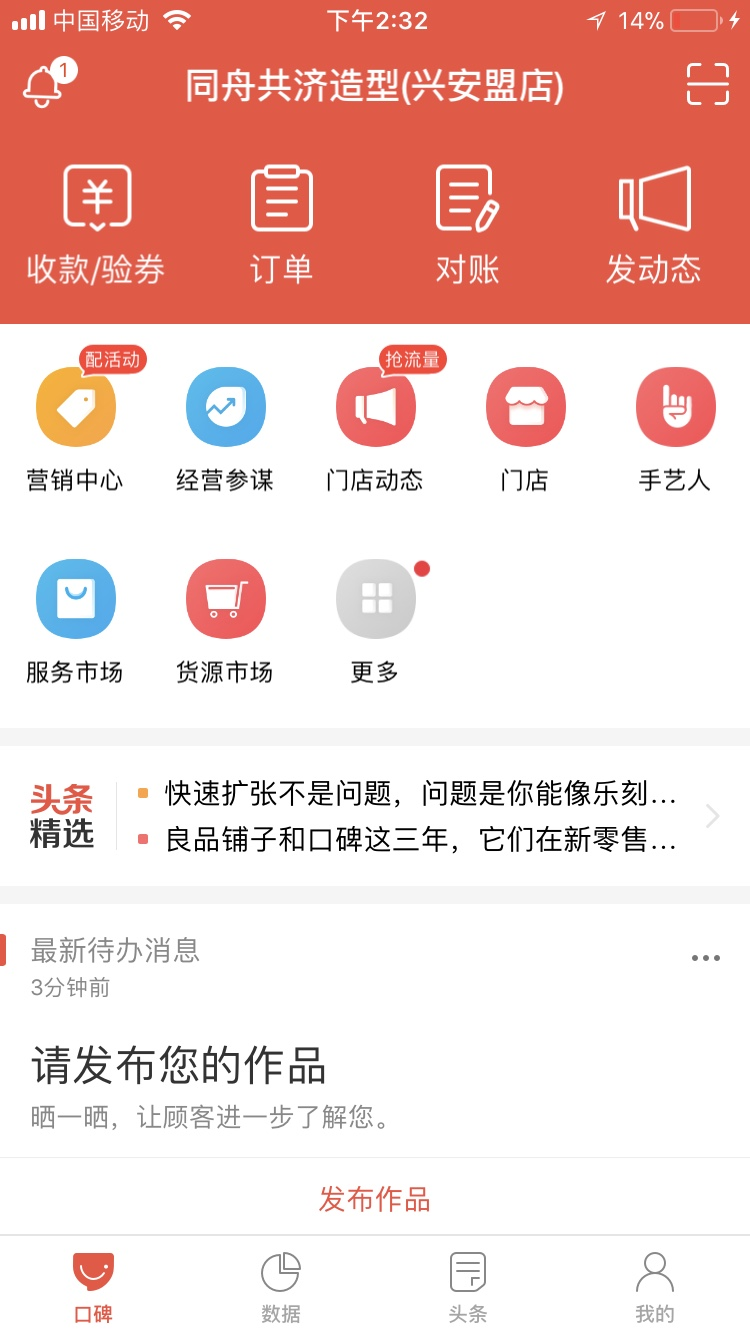 中国移动 下午2:32 14%
1
同舟共济造型(兴安盟店)
¥
收款/验券 订单 对账 发动态
配活动 抢流量
营销中心 经营参谋 门店动态 门店 手艺人
服务市场 货源市场 更多
头条
精选
快速扩张不是问题，问题是你能像乐刻...
良品铺子和口碑这三年，它们在新零售...
最新待办消息
3分钟前
请发布您的作品
晒一晒，让顾客进一步了解您。
发布作品
口碑 数据 头条 我的